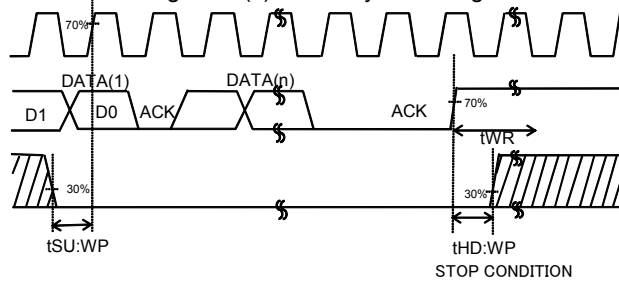 70%
DATA(1) DATA(n)
D1 D0 ACK ACK 70%
tWR
30% 30%
tSU:WP tHD:WP
STOP CONDITION